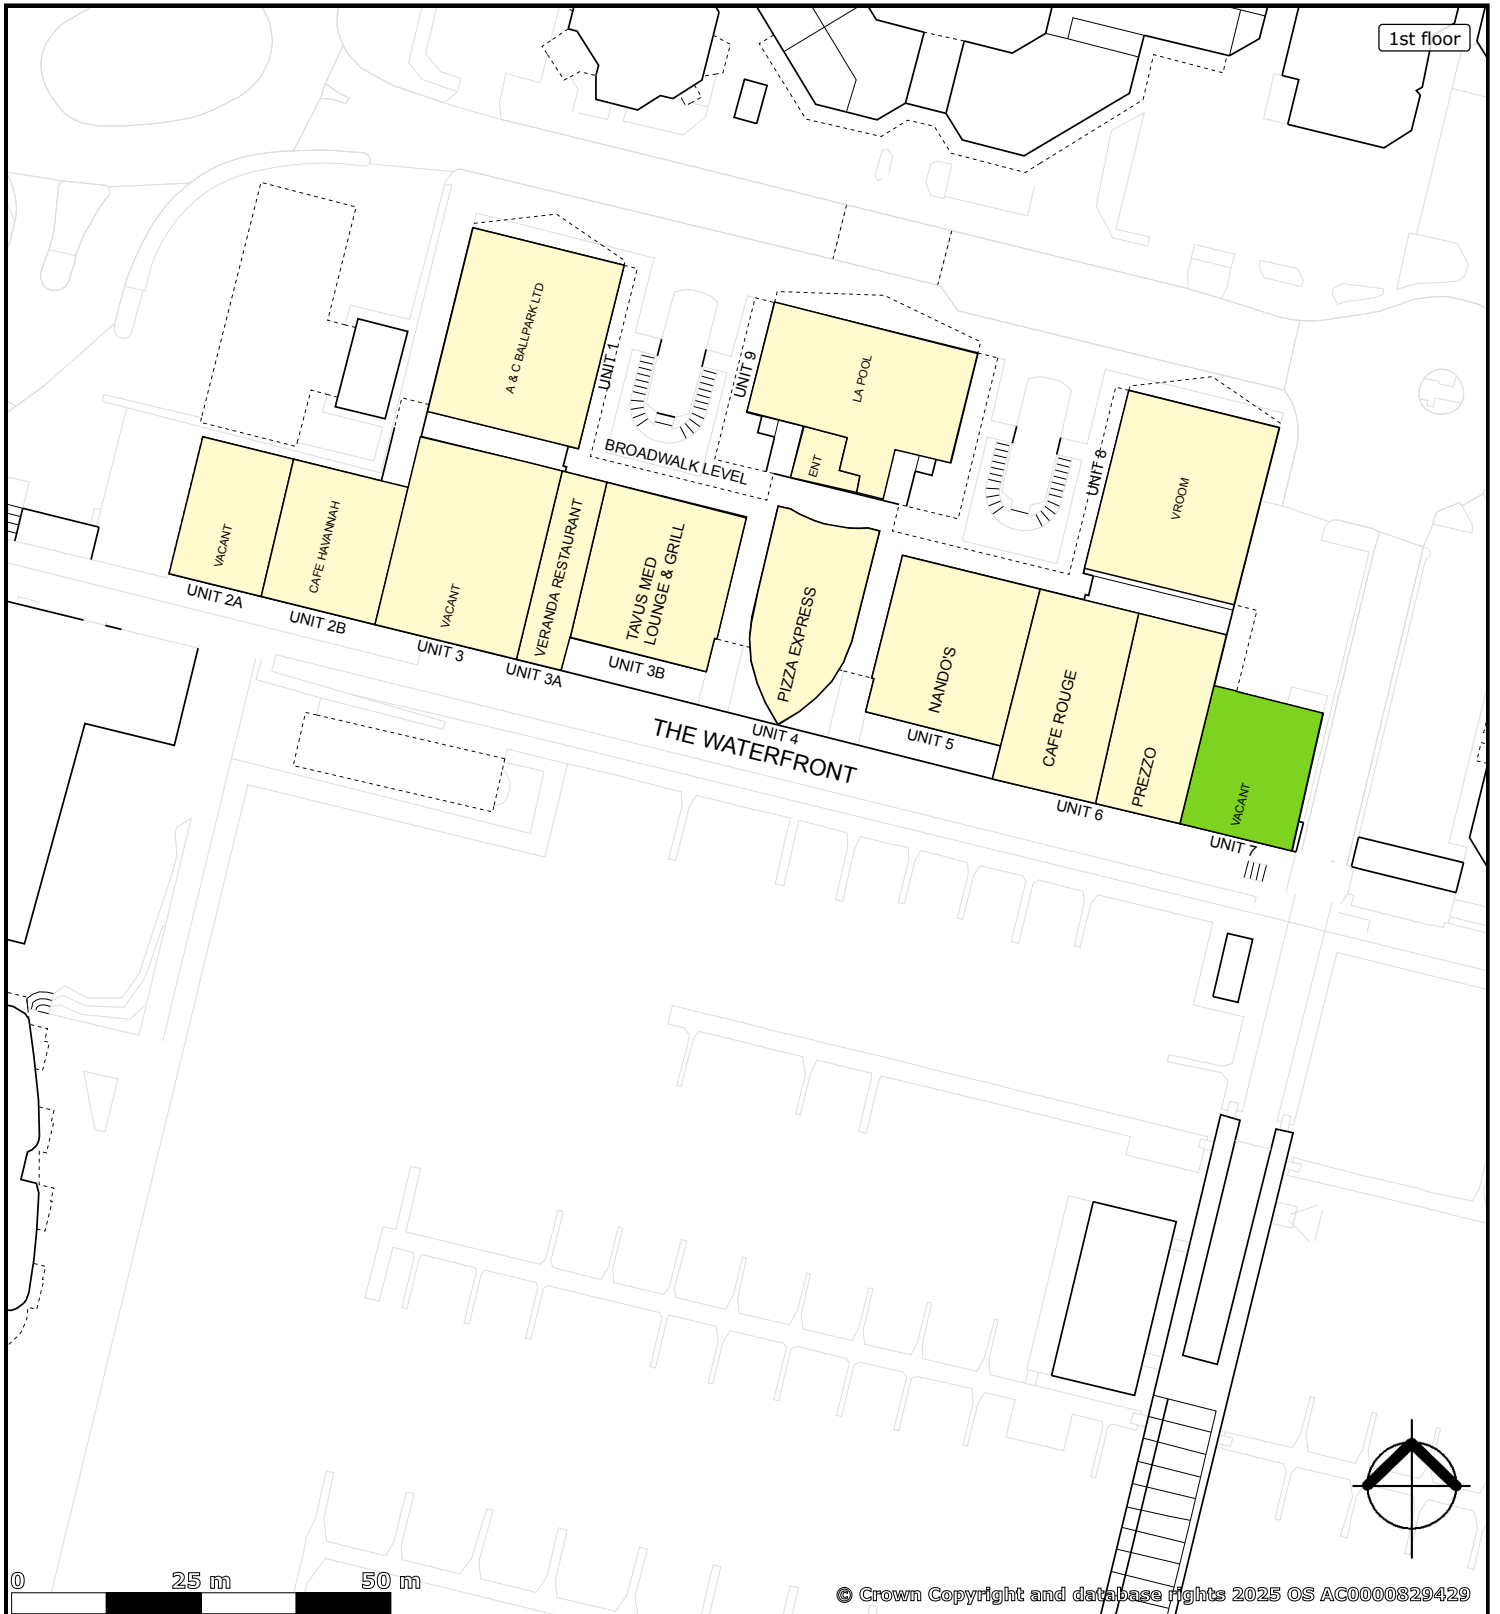 1st floor
A & C BALLPARK LTD
UNIT 1
UNIT 9
LA POOL
ENT
BROADWALK LEVEL
UNIT 8
VROOM
VACANT
UNIT 2A
CAFE HAVANNAH
UNIT 2B
VACANT
UNIT 3
VERANDA RESTAURANT
UNIT 3A
TAVUS MED
LOUNGE & GRILL
UNIT 3B
PIZZA EXPRESS
UNIT 4
NANDO'S
UNIT 5
CAFE ROUGE
UNIT 6
PREZZO
VACANT
UNIT 7
THE WATERFRONT
0 25 m 50 m
© Crown Copyright and database rights 2025 OS AC0000829429